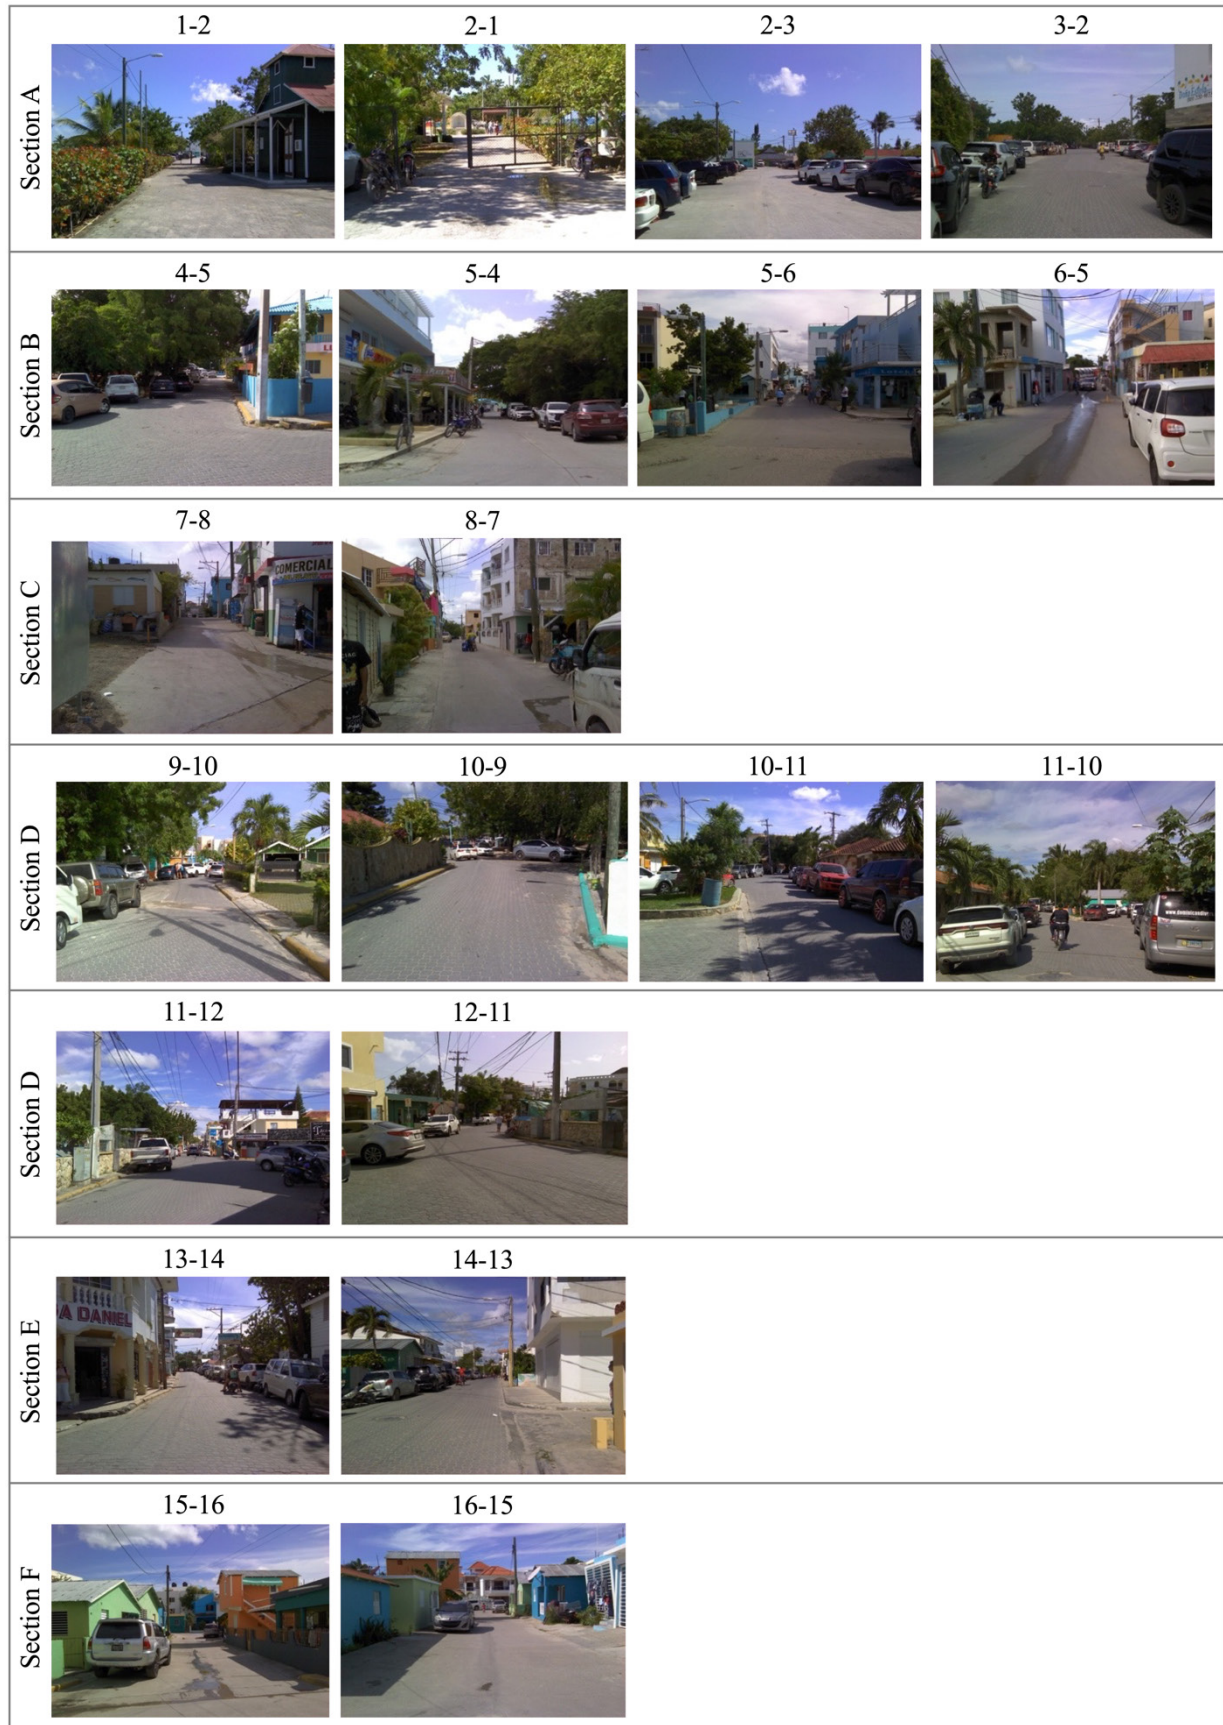 Section A
1-2 2-1 2-3 3-2
Section B
4-5 5-4 5-6 6-5
Section C
7-8 8-7
COMERCIAL
Section D
9-10 10-9 10-11 11-10
Section D
11-12 12-11
Section E
13-14 14-13
A DANIEL
Section F
15-16 16-15